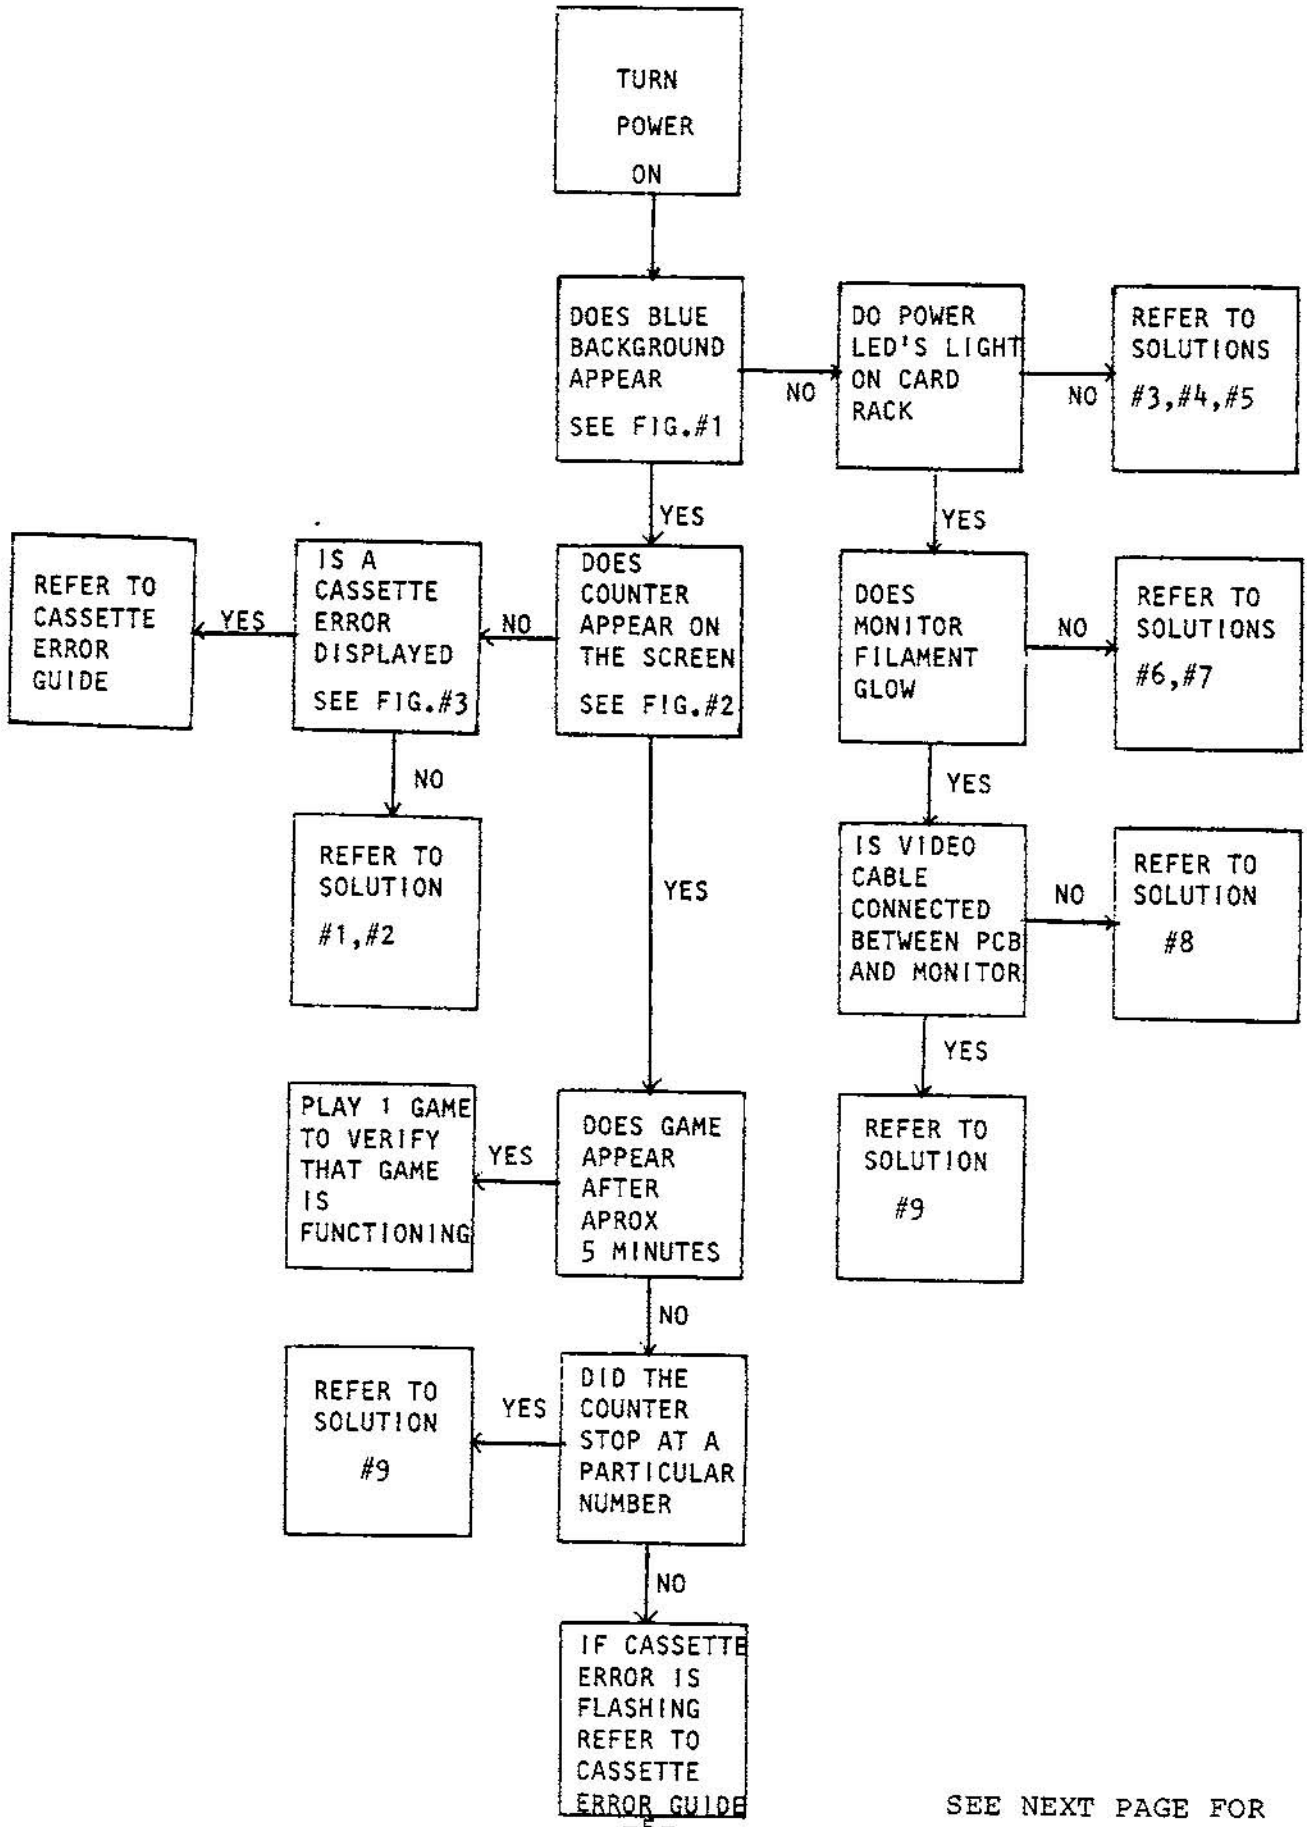 TURN
POWER
ON
DOES BLUE
BACKGROUND
APPEAR
SEE FIG.#1
NO
DO POWER
LED'S LIGHT
ON CARD
RACK
NO
REFER TO
SOLUTIONS
#3,#4,#5
YES
YES
REFER TO
CASSETTE
ERROR
GUIDE
YES
IS A
CASSETTE
ERROR
DISPLAYED
SEE FIG.#3
NO
DOES
COUNTER
APPEAR ON
THE SCREEN
SEE FIG.#2
DOES
MONITOR
FILAMENT
GLOW
NO
REFER TO
SOLUTIONS
#6,#7
NO
YES
REFER TO
SOLUTION
#1,#2
YES
IS VIDEO
CABLE
CONNECTED
BETWEEN PCB
AND MONITOR
NO
REFER TO
SOLUTION
#8
YES
PLAY 1 GAME
TO VERIFY
THAT GAME
IS
FUNCTIONING
YES
DOES GAME
APPEAR
AFTER
APROX
5 MINUTES
REFER TO
SOLUTION
#9
NO
REFER TO
SOLUTION
#9
YES
DID THE
COUNTER
STOP AT A
PARTICULAR
NUMBER
NO
IF CASSETTE
ERROR IS
FLASHING
REFER TO
CASSETTE
ERROR GUIDE
SEE NEXT PAGE FOR